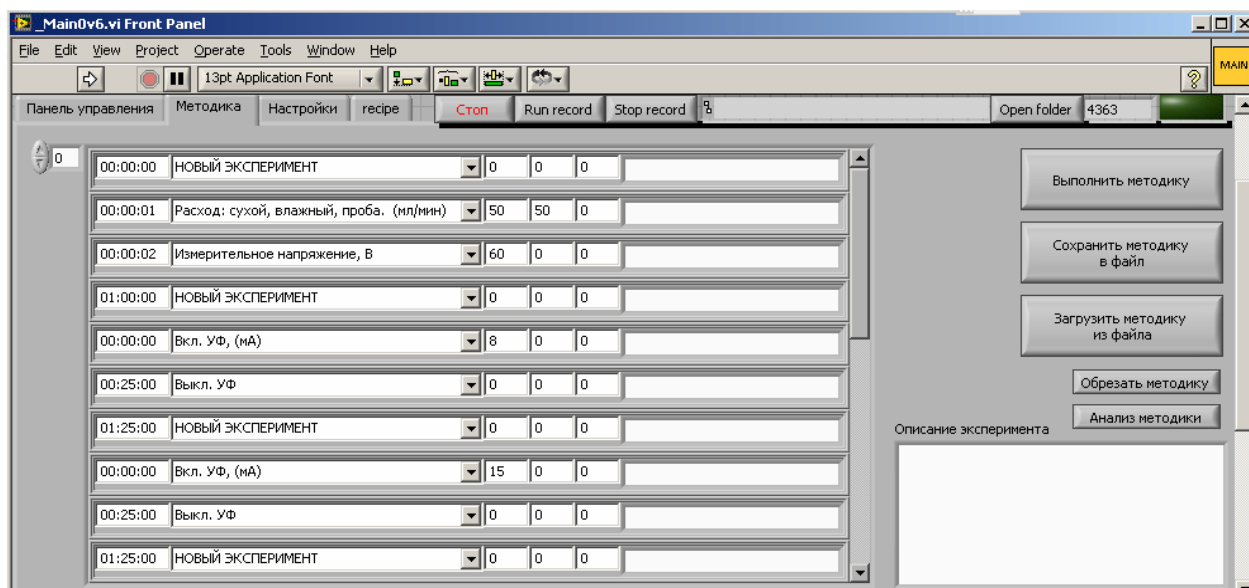 _Main0v6.vi Front Panel
File Edit View Project Operate Tools Window Help
13pt Application Font
MAIN
Панель управления Методика Настройки recipe Стоп Run record Stop record Open folder 4363
0
00:00:00 НОВЫЙ ЭКСПЕРИМЕНТ 0 0 0
Выполнить методику
00:00:01 Расход: сухой, влажный, проба. (мл/мин) 50 50 0
00:00:02 Измерительное напряжение, В 60 0 0
Сохранить методику
в файл
01:00:00 НОВЫЙ ЭКСПЕРИМЕНТ 0 0 0
Загрузить методику
из файла
00:00:00 Вкл. УФ, (мА) 8 0 0
00:25:00 Выкл. УФ 0 0 0
Обрезать методику
01:25:00 НОВЫЙ ЭКСПЕРИМЕНТ 0 0 0
Анализ методики
Описание эксперимента
00:00:00 Вкл. УФ, (мА) 15 0 0
00:25:00 Выкл. УФ 0 0 0
01:25:00 НОВЫЙ ЭКСПЕРИМЕНТ 0 0 0